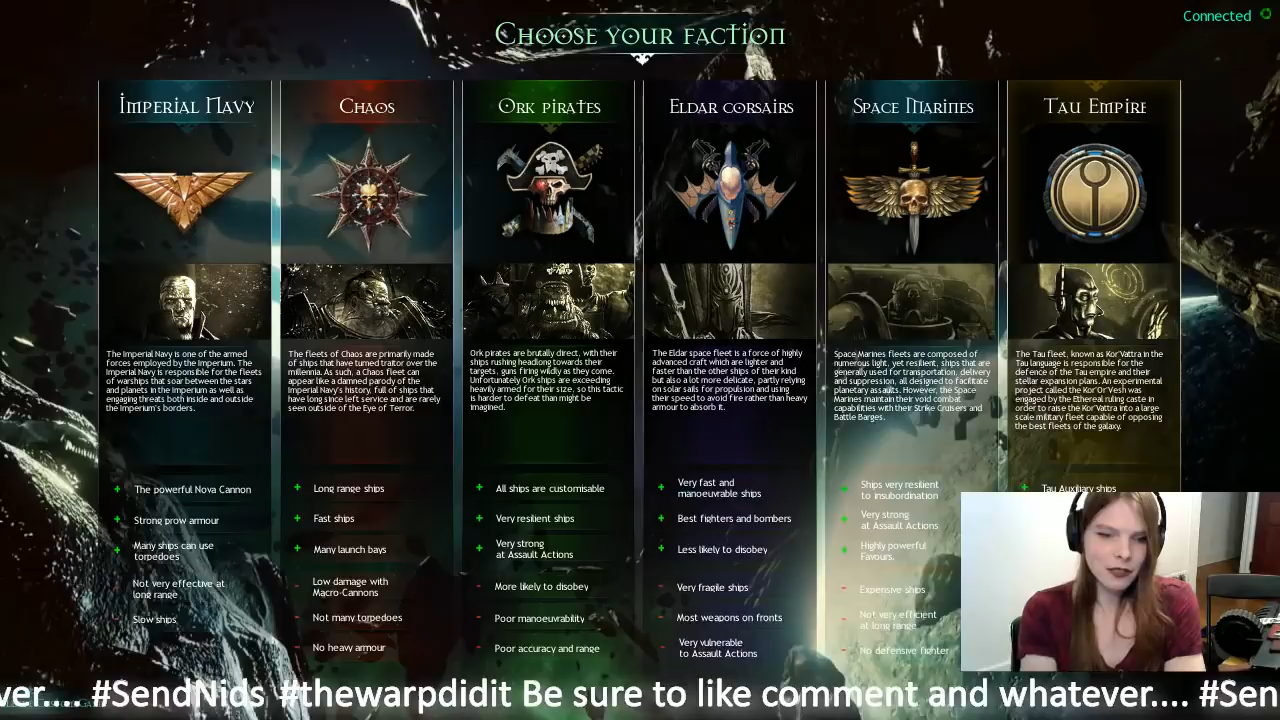 Connected
Choose your faction
Imperial Navy
Chaos
Ork pirates
Eldar corsairs
Space Marines
Tau Empire
The Imperial Navy is one of the armed
forces employed by the Imperium. The
Imperial Navy is responsible for the fleets
of warships that soar between the stars
and planets in the Imperium as well as
engaging threats both inside and outside
the Imperium's borders.
The fleets of Chaos are primarily made
of ships that have turned traitor over the
millennia. As such, a Chaos fleet can
appear like a damned parody of the
Imperial Navy's history, full of ships that
have long since left service and are rarely
seen outside of the Eye of Terror.
Ork pirates are brutally direct, with their
ships rushing headlong towards their
targets, guns firing wildly as they come.
Unfortunately Ork ships are exceeding
heavily armed for their size, so this tactic
is harder to defeat than might be
imagined.
The Eldar space fleet is a force of highly
advanced craft which are lighter and
faster than the other ships of their kind
but also a lot more delicate, partly relying
on solar sails for propulsion and using
their speed to avoid fire rather than heavy
armour to absorb it.
Space Marines fleets are composed of
numerous light, yet resilient, ships that are
generally used for transportation, delivery
and suppression, all designed to facilitate
planetary assaults. However, the Space
Marines maintain their void combat
capabilities with their Strike Cruisers and
Battle Barges.
The Tau fleet, known as Kor'Vattra in the
Tau language is responsible for the
defence of the Tau empire and their
stellar expansion plans. An experimental
project called the Kor'Or'Vesh was
engaged by the Ethereal ruling caste in
order to raise the Kor'Vattra into a large
scale military fleet capable of opposing
the best fleets of the galaxy.
+ The powerful Nova Cannon
+ Strong prow armour
+ Many ships can use
torpedoes
Not very effective at
long range
Slow ships
+ Long range ships
+ Fast ships
+ Many launch bays
- Low damage with
Macro-Cannons
- Not many torpedoes
- No heavy armour
+ All ships are customisable
+ Very resilient ships
+ Very strong
at Assault Actions
- More likely to disobey
- Poor manoeuvrability
- Poor accuracy and range
+ Very fast and
manoeuvrable ships
+ Best fighters and bombers
+ Less likely to disobey
- Very fragile ships
- Most weapons on fronts
- Very vulnerable
to Assault Actions
+ Ships very resilient
to insubordination
+ Very strong
at Assault Actions
+ Highly powerful
Favours.
- Expensive ships
- Not very efficient
at long range
- No defensive fighter
+ Tau Auxiliary ships
ver.... #SendNids #thewarpdidit Be sure to like comment and whatever.... #Sen